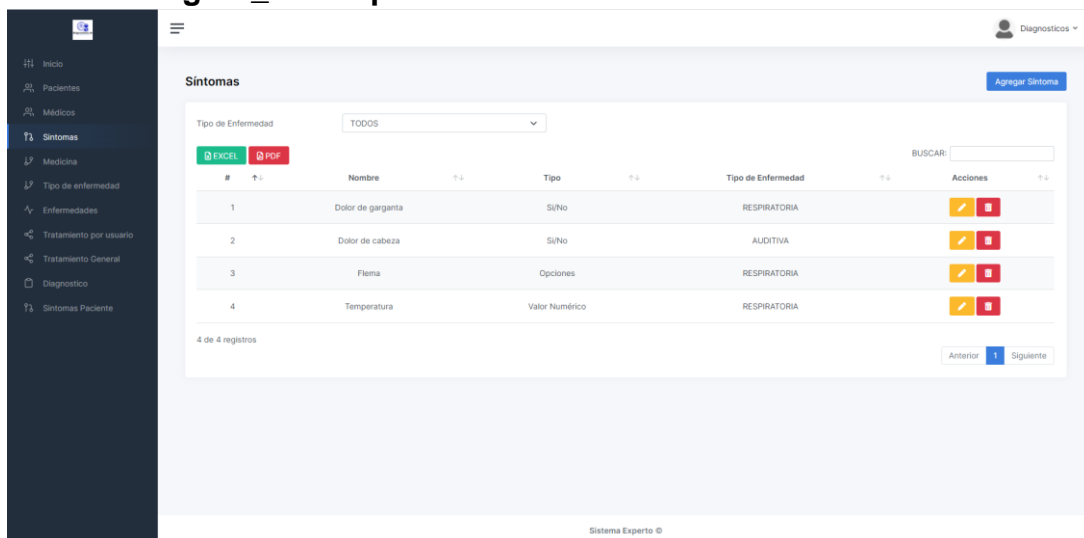 Diagnosticos
Inicio
Pacientes
Médicos
Sintomas
Medicina
Tipo de enfermedad
Enfermedades
Tratamiento por usuario
Tratamiento General
Diagnostico
Sintomas Paciente
Síntomas
Agregar Síntoma
Tipo de Enfermedad TODOS
EXCEL PDF BUSCAR:
# Nombre Tipo Tipo de Enfermedad Acciones
1 Dolor de garganta Si/No RESPIRATORIA
2 Dolor de cabeza Si/No AUDITIVA
3 Flema Opciones RESPIRATORIA
4 Temperatura Valor Numérico RESPIRATORIA
4 de 4 registros
Anterior 1 Siguiente
Sistema Experto ©